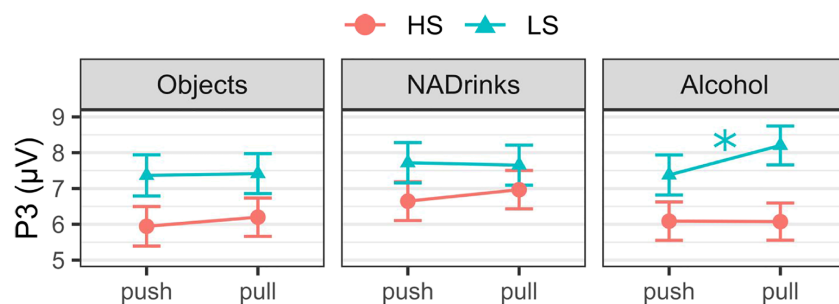 HS LS
Objects NADrinks Alcohol
P3 (μV)
9
8
7
6
5
*
push pull push pull push pull